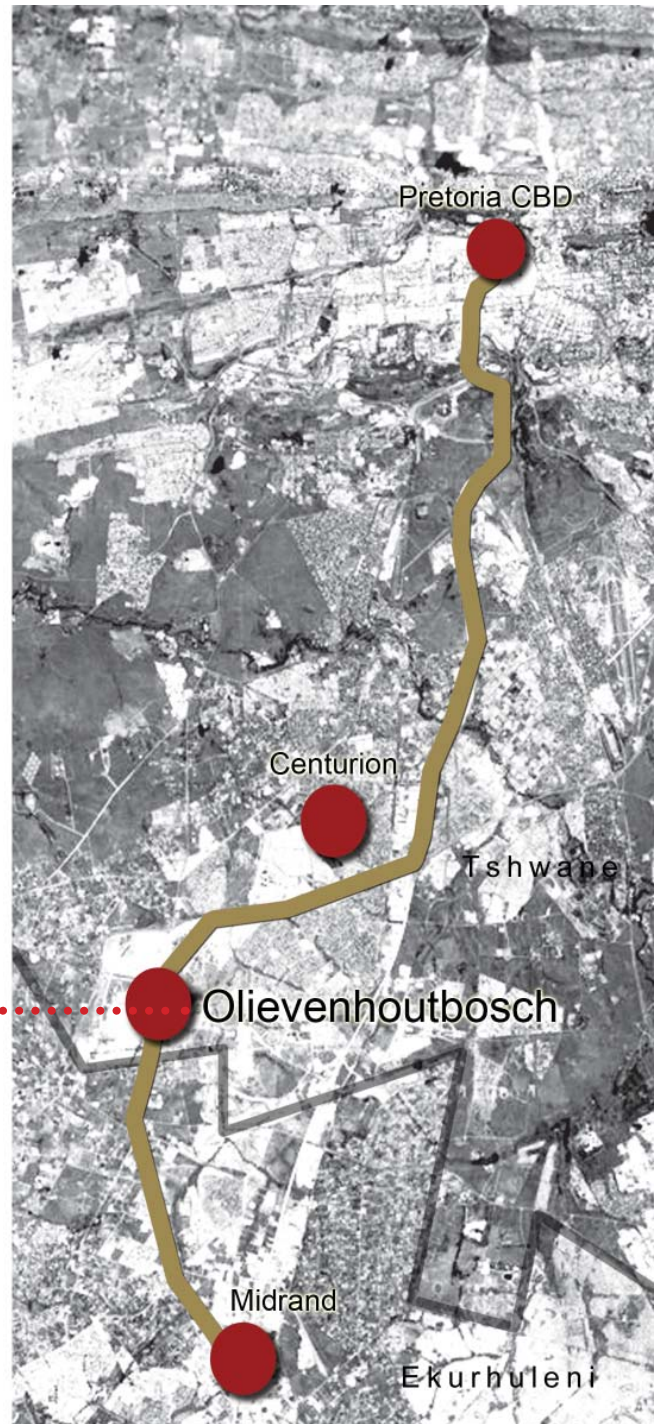 Pretoria CBD
Centurion
Tshwane
Olievenhoutbosch
Midrand
Ekurhuleni